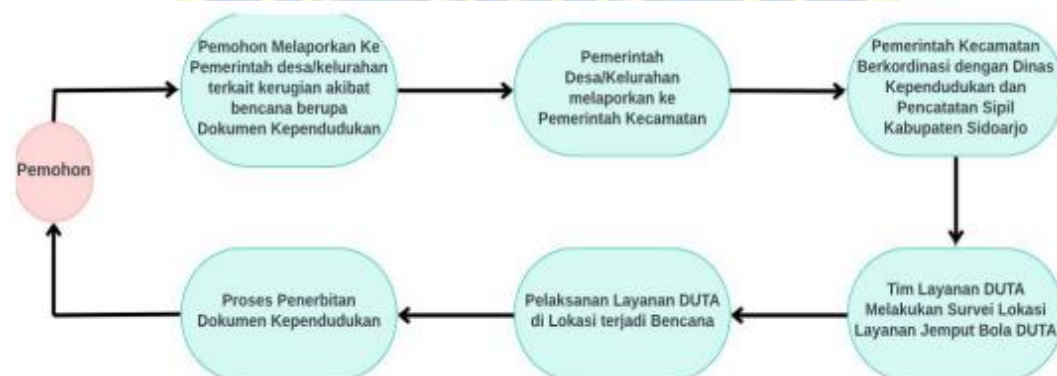 Pemohon
Pemohon Melaporkan Ke
Pemerintah desa/kelurahan
terkait kerugian akibat
bencana berupa
Dokumen Kependudukan
Pemerintah
Desa/Kelurahan
melaporkan ke
Pemerintah Kecamatan
Pemerintah Kecamatan
Berkordinasi dengan Dinas
Kependudukan dan
Pencatatan Sipil
Kabupaten Sidoarjo
Tim Layanan DUTA
Melakukan Survei Lokasi
Layanan Jemput Bola DUTA
Pelaksanan Layanan DUTA
di Lokasi terjadi Bencana
Proses Penerbitan
Dokumen Kependudukan